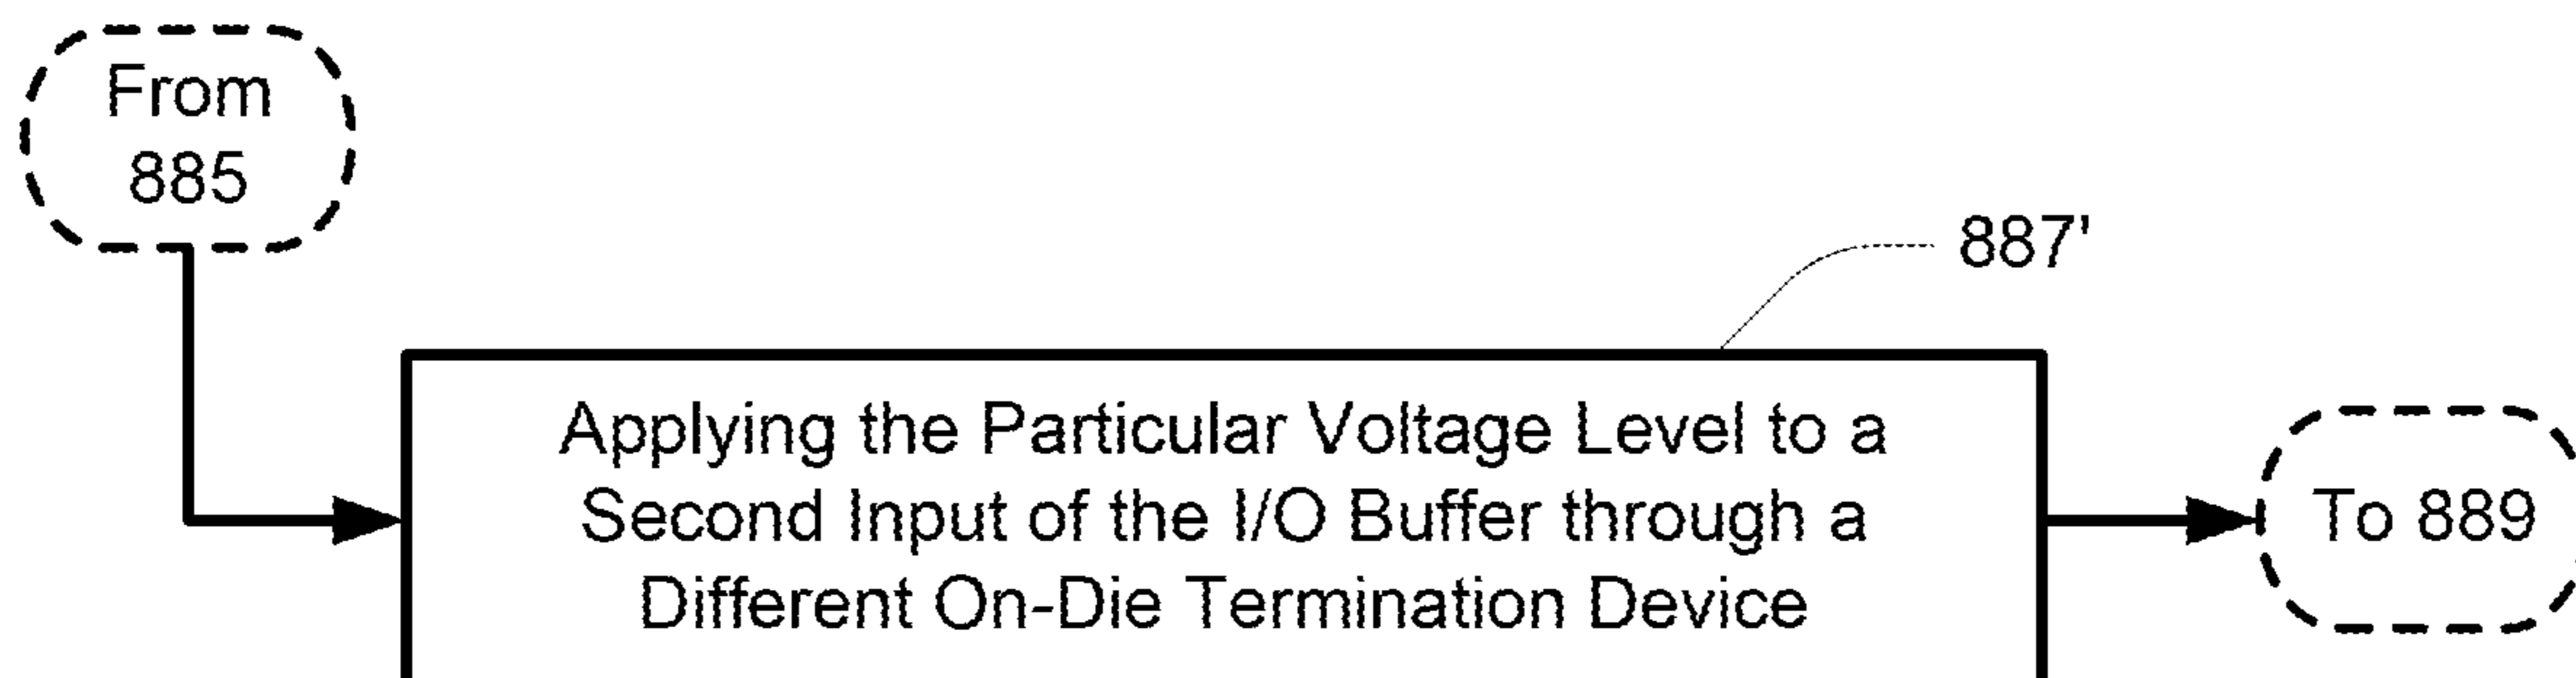 From
885
887'
Applying the Particular Voltage Level to a
Second Input of the I/O Buffer through a
Different On-Die Termination Device
To 889